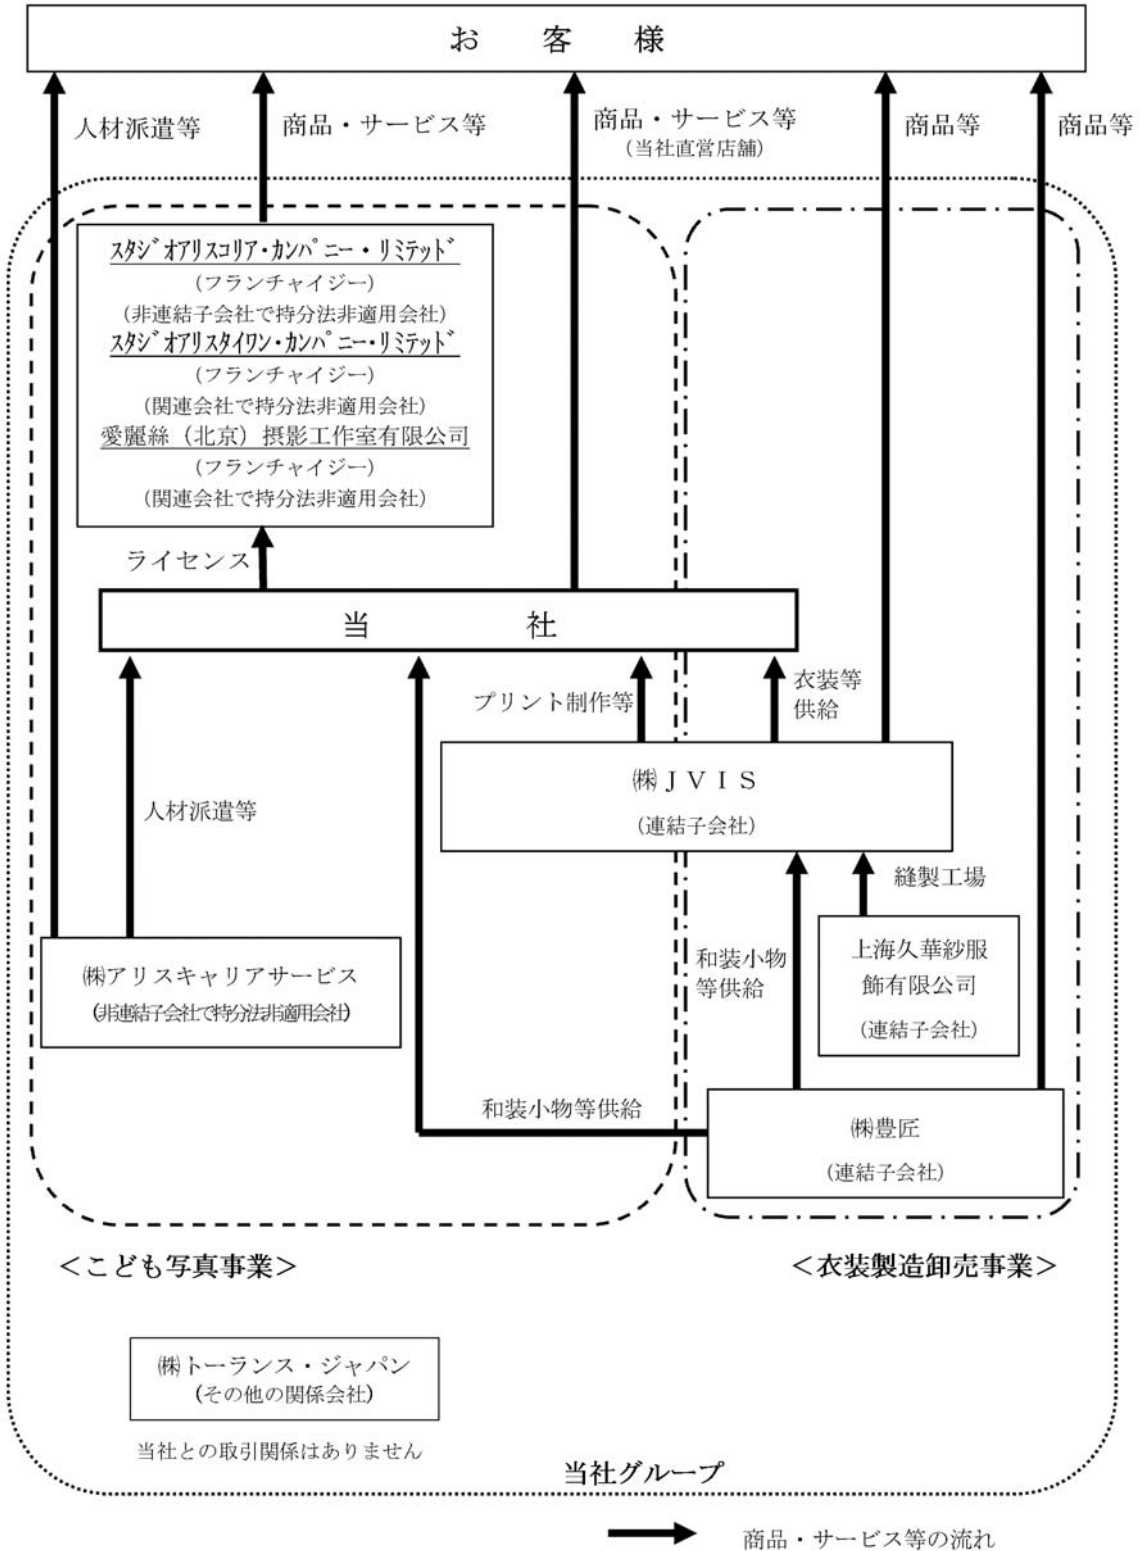 お　客　様
人材派遣等
商品・サービス等
商品・サービス等
(当社直営店舗)
商品等
商品等
ｽﾀｼﾞｵｱﾘｽｺﾘｱ・ｶﾝﾊﾟﾆｰ・ﾘﾐﾃｯﾄﾞ
(フランチャイジー)
(非連結子会社で持分法非適用会社)
ｽﾀｼﾞｵｱﾘｽﾀｲﾜﾝ・ｶﾝﾊﾟﾆｰ・ﾘﾐﾃｯﾄﾞ
(フランチャイジー)
(関連会社で持分法非適用会社)
愛麗絲（北京）摂影工作室有限公司
(フランチャイジー)
(関連会社で持分法非適用会社)
ライセンス
当　社
プリント制作等
衣装等
供給
㈱ＪＶＩＳ
(連結子会社)
人材派遣等
縫製工場
㈱アリスキャリアサービス
(非連結子会社で持分法非適用会社)
和装小物
等供給
上海久華紗服
飾有限公司
(連結子会社)
和装小物等供給
㈱豊匠
(連結子会社)
＜こども写真事業＞
＜衣装製造卸売事業＞
㈱トーランス・ジャパン
(その他の関係会社)
当社との取引関係はありません
当社グループ
商品・サービス等の流れ